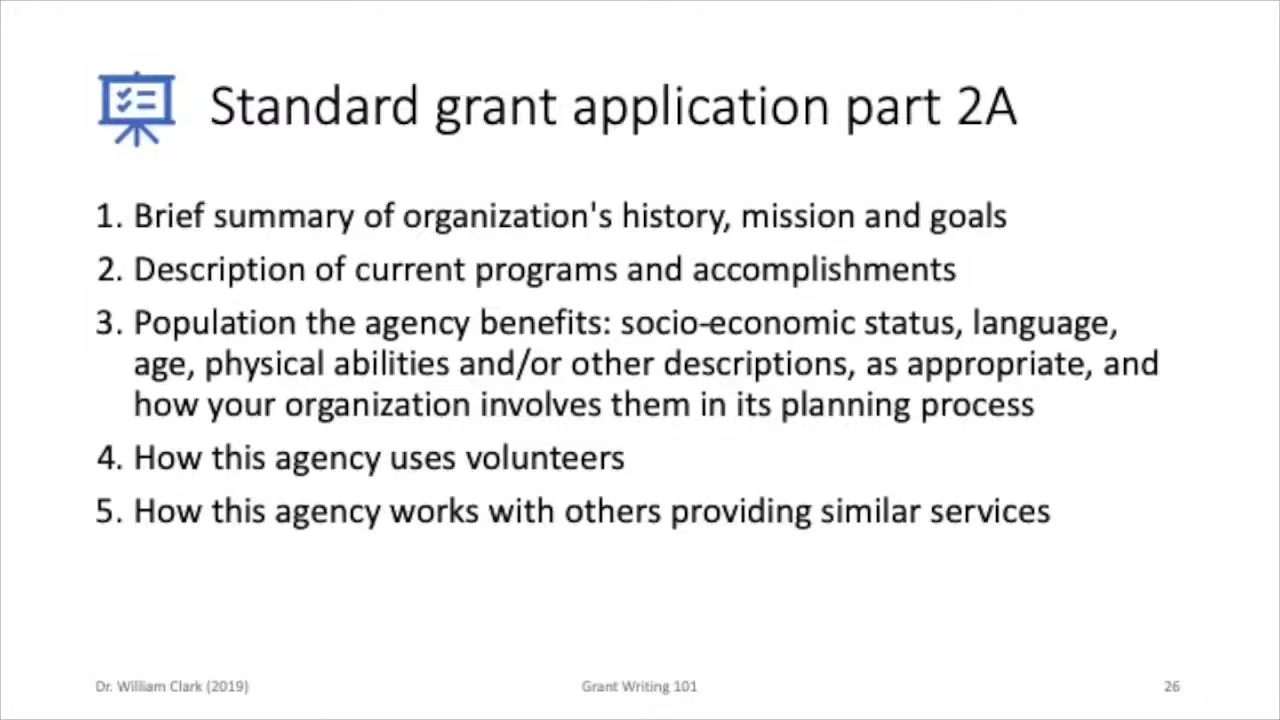 Standard grant application part 2A
1. Brief summary of organization's history, mission and goals
2. Description of current programs and accomplishments
3. Population the agency benefits: socio-economic status, language,
age, physical abilities and/or other descriptions, as appropriate, and
how your organization involves them in its planning process
4. How this agency uses volunteers
5. How this agency works with others providing similar services
Dr. William Clark (2019)
Grant Writing 101
26